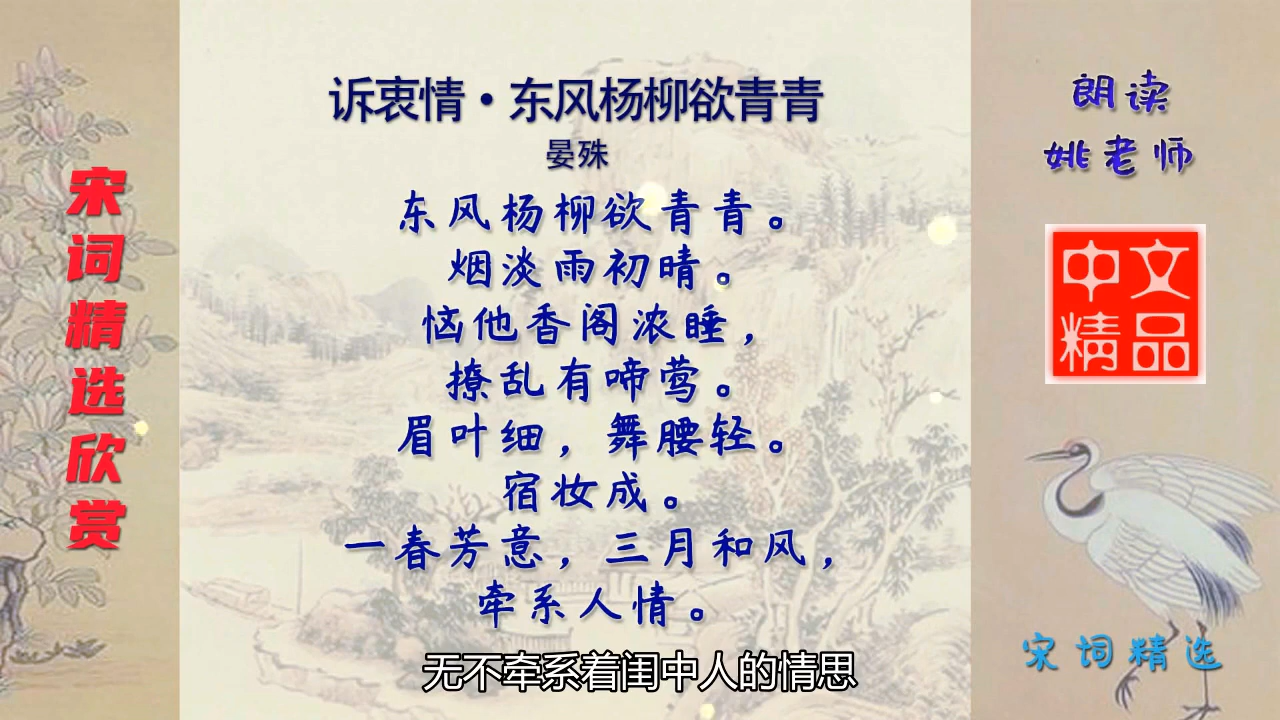 宋词精选欣赏
诉衷情·东风杨柳欲青青
晏殊
东风杨柳欲青青。
烟淡雨初晴。
恼他香阁浓睡，
撩乱有啼莺。
眉叶细，舞腰轻。
宿妆成。
一春芳意，三月和风，
牵系人情。
无不牵系着闺中人的情思
朗读
姚老师
中文
精品
宋词精选